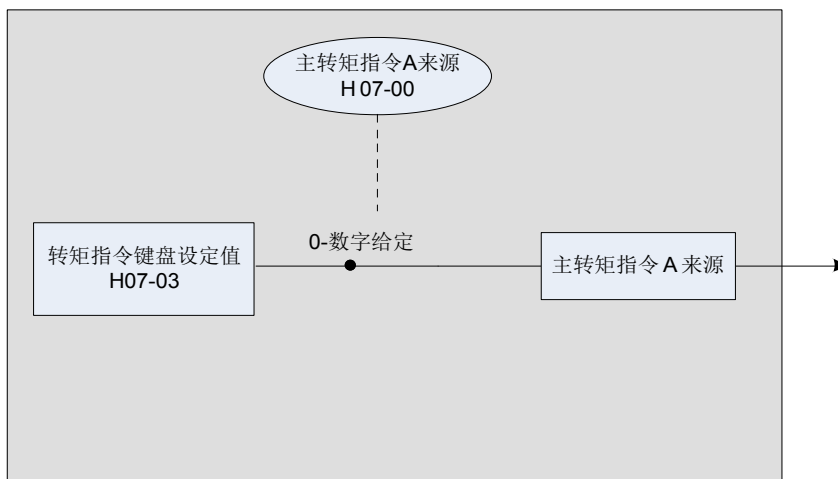 主转矩指令A来源
H 07-00
0-数字给定
转矩指令键盘设定值
H07-03
主转矩指令 A 来源